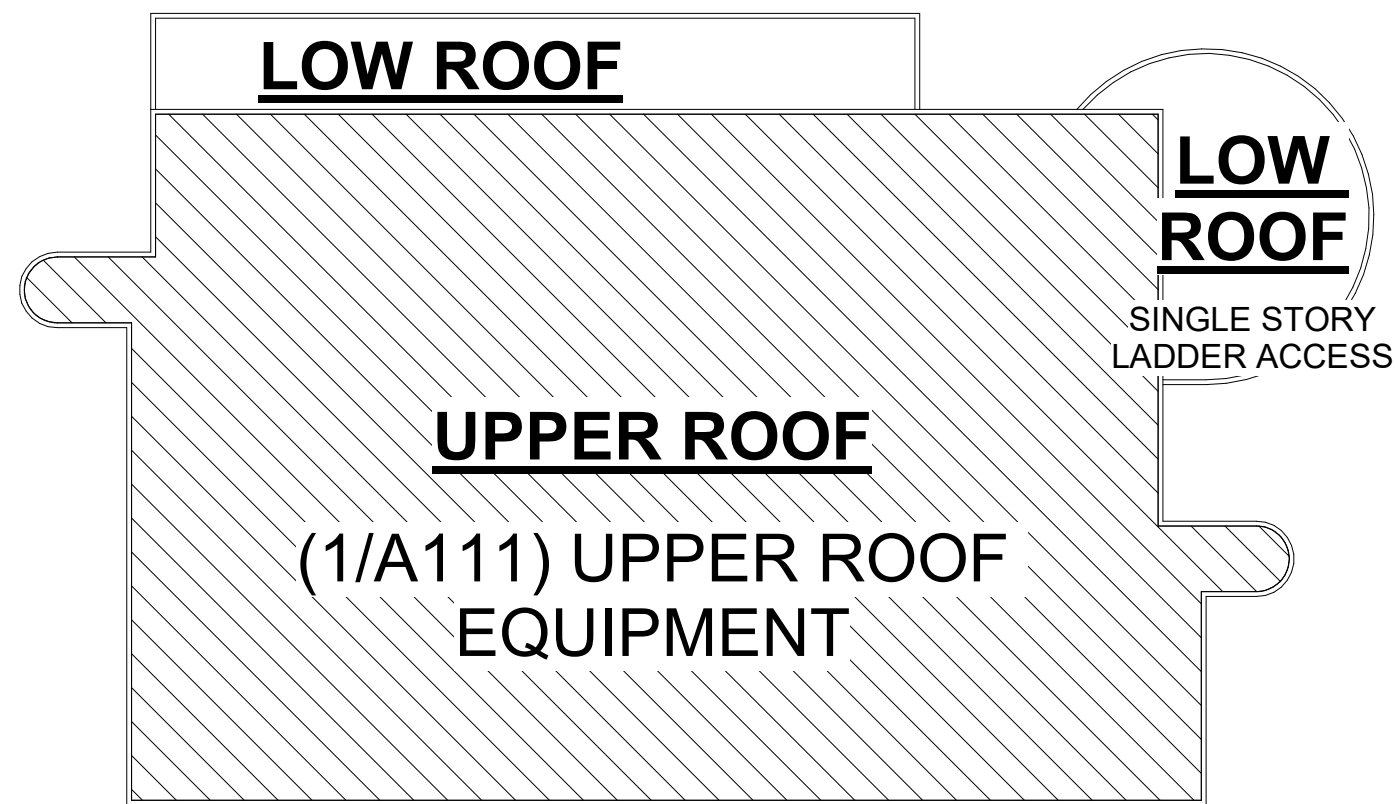 LOW ROOF
LOW
ROOF
SINGLE STORY
LADDER ACCESS
UPPER ROOF
(1/A111) UPPER ROOF
EQUIPMENT